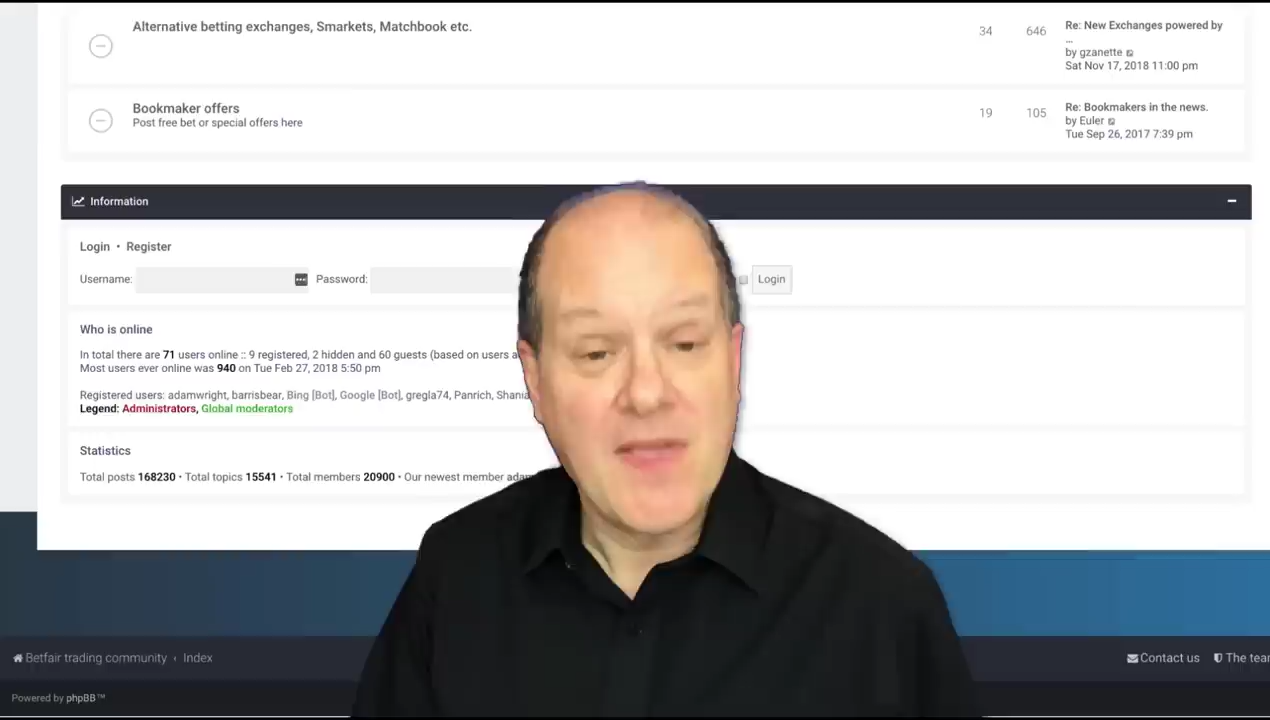 Alternative betting exchanges, Smarkets, Matchbook etc.
34
646
Re: New Exchanges powered by
…
by gzanette
Sat Nov 17, 2018 11:00 pm
Bookmaker offers
Post free bet or special offers here
19
105
Re: Bookmakers in the news.
by Euler
Tue Sep 26, 2017 7:39 pm
Information
Login • Register
Username:
Password:
Login
Who is online
In total there are 71 users online :: 9 registered, 2 hidden and 60 guests (based on users a
Most users ever online was 940 on Tue Feb 27, 2018 5:50 pm
Registered users: adamwright, barrisbear, Bing [Bot], Google [Bot], gregla74, Panrich, Shania
Legend: Administrators, Global moderators
Statistics
Total posts 168230 • Total topics 15541 • Total members 20900 • Our newest member adam
Betfair trading community ‹ Index
Contact us
The tea
Powered by phpBB™